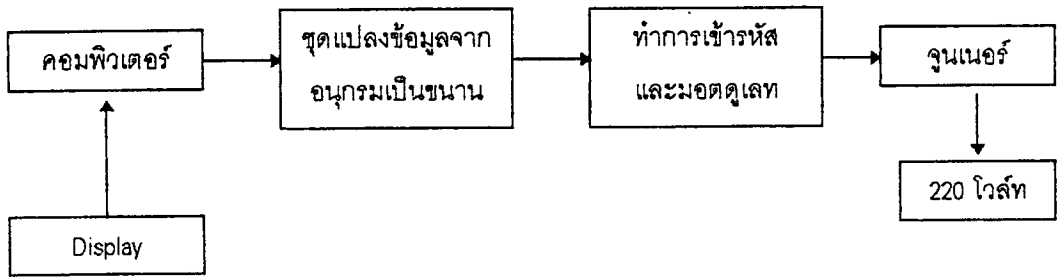 คอมพิวเตอร์
ชุดแปลงข้อมูลจาก
อนุกรมเป็นขนาน
ทำการเข้ารหัส
และมอตดูเลท
จูนเนอร์
220 โวล์ท
Display